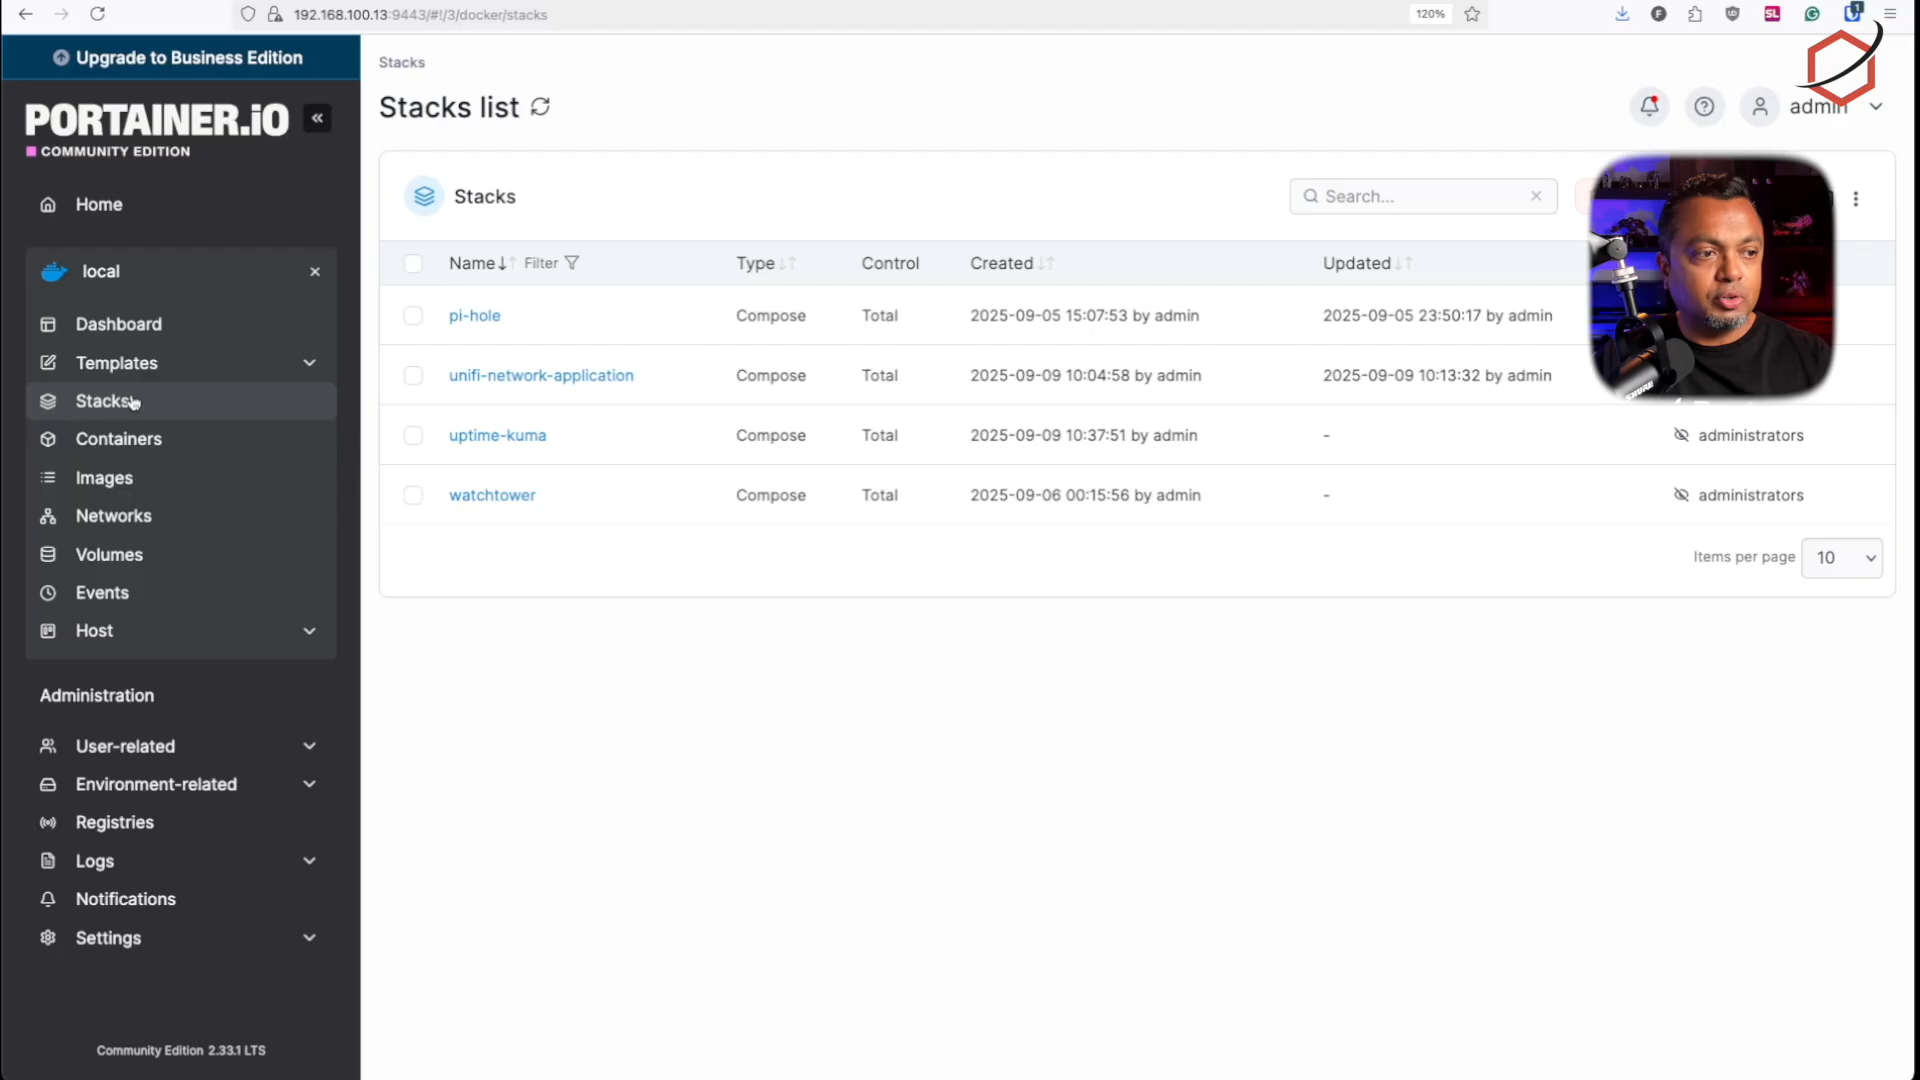 192.168.100.13:9443/#!/3/docker/stacks
120%
SL
1
Upgrade to Business Edition
PORTAINER.iO
COMMUNITY EDITION
Home
local
Dashboard
Templates
Stacks
Containers
Images
Networks
Volumes
Events
Host
Administration
User-related
Environment-related
Registries
Logs
Notifications
Settings
Community Edition 2.33.1 LTS
Stacks
Stacks list
admin
Stacks
Search...
Name Filter Type Control Created Updated
pi-hole Compose Total 2025-09-05 15:07:53 by admin 2025-09-05 23:50:17 by admin
unifi-network-application Compose Total 2025-09-09 10:04:58 by admin 2025-09-09 10:13:32 by admin
uptime-kuma Compose Total 2025-09-09 10:37:51 by admin - administrators
watchtower Compose Total 2025-09-06 00:15:56 by admin - administrators
Items per page 10